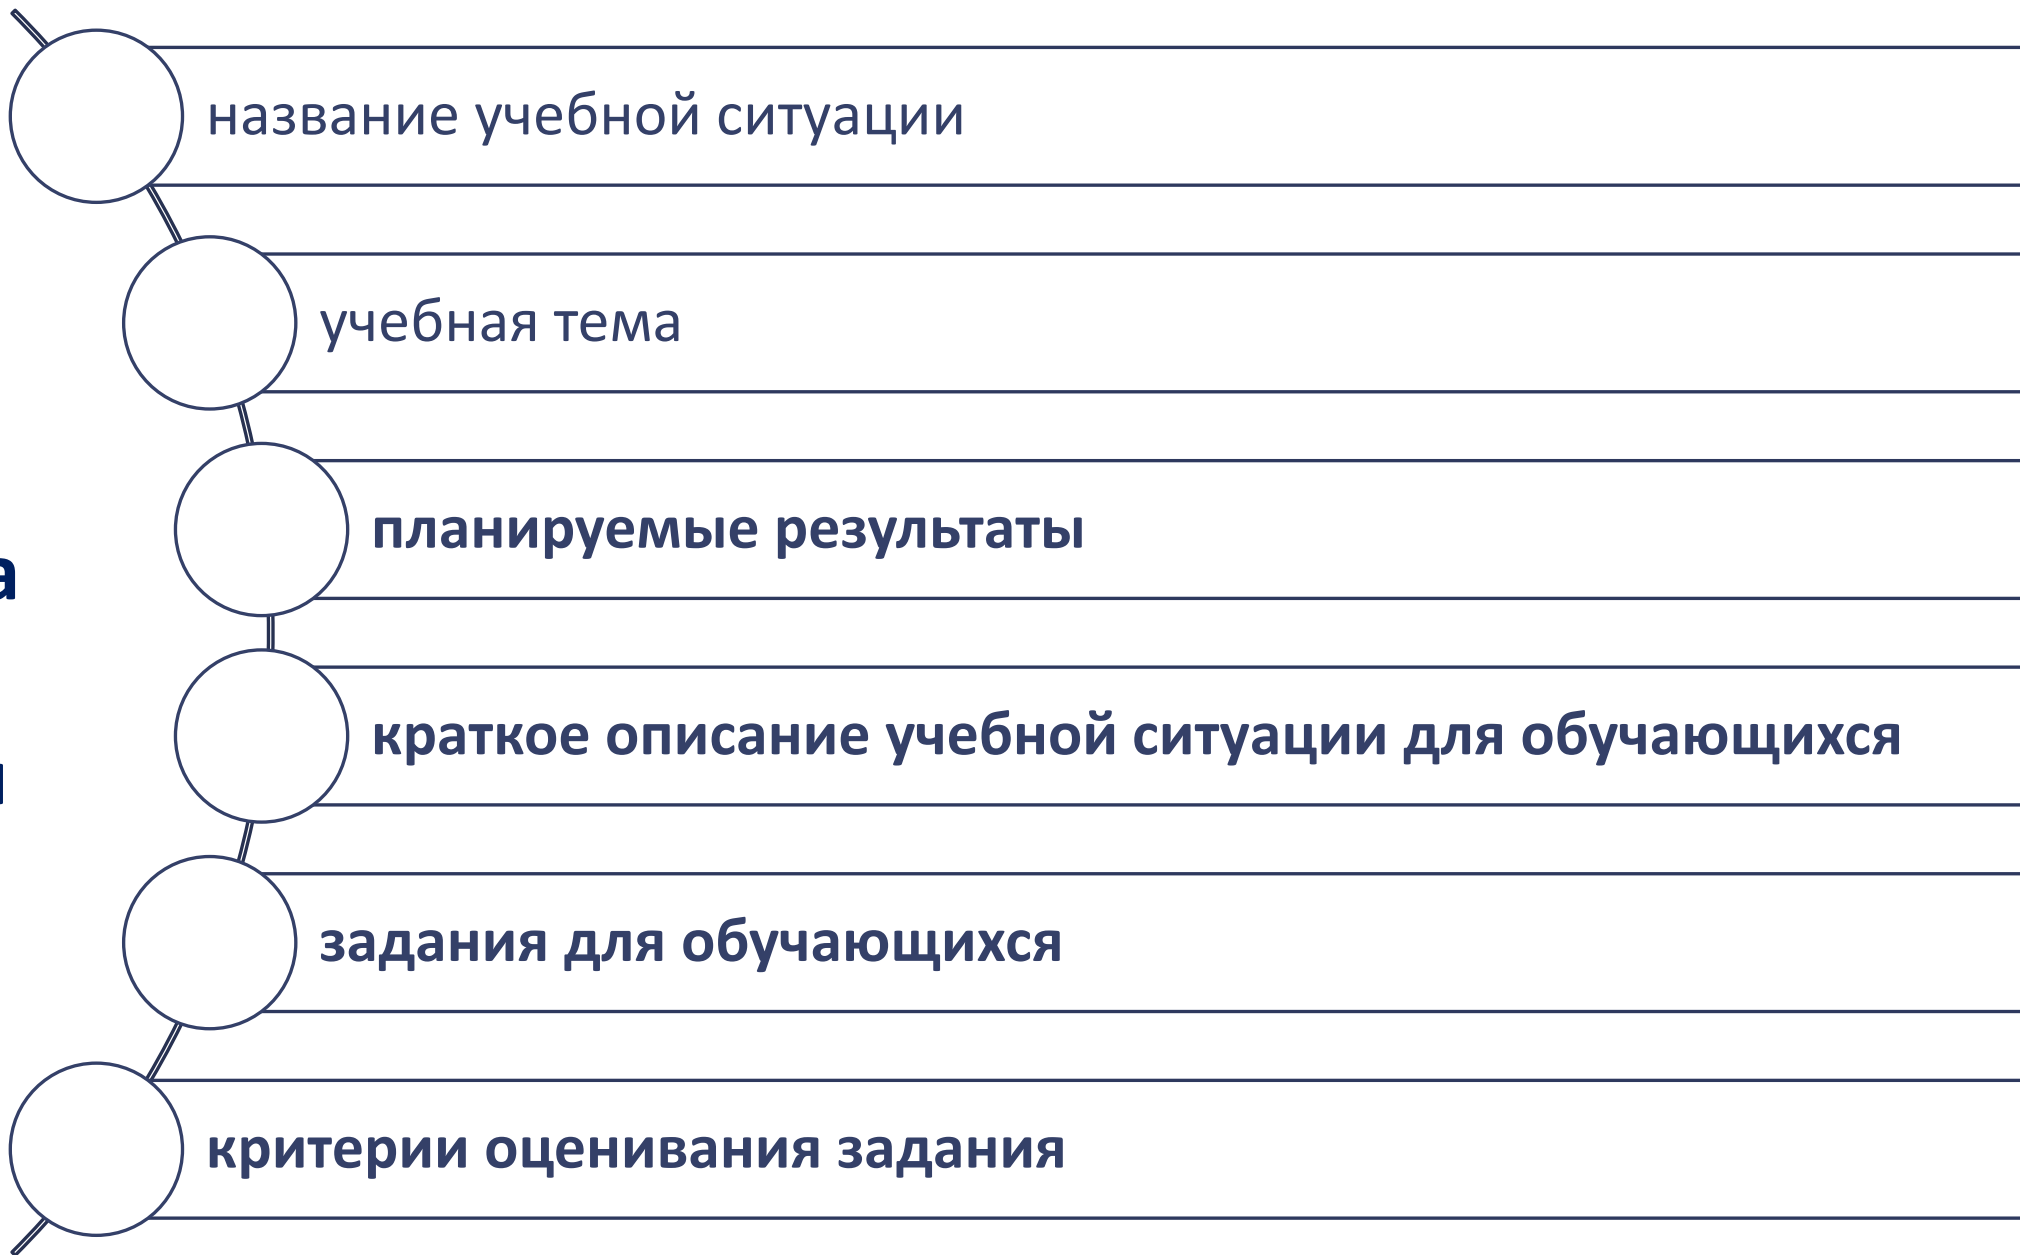 название учебной ситуации
учебная тема
планируемые результаты
краткое описание учебной ситуации для обучающихся
задания для обучающихся
критерии оценивания задания